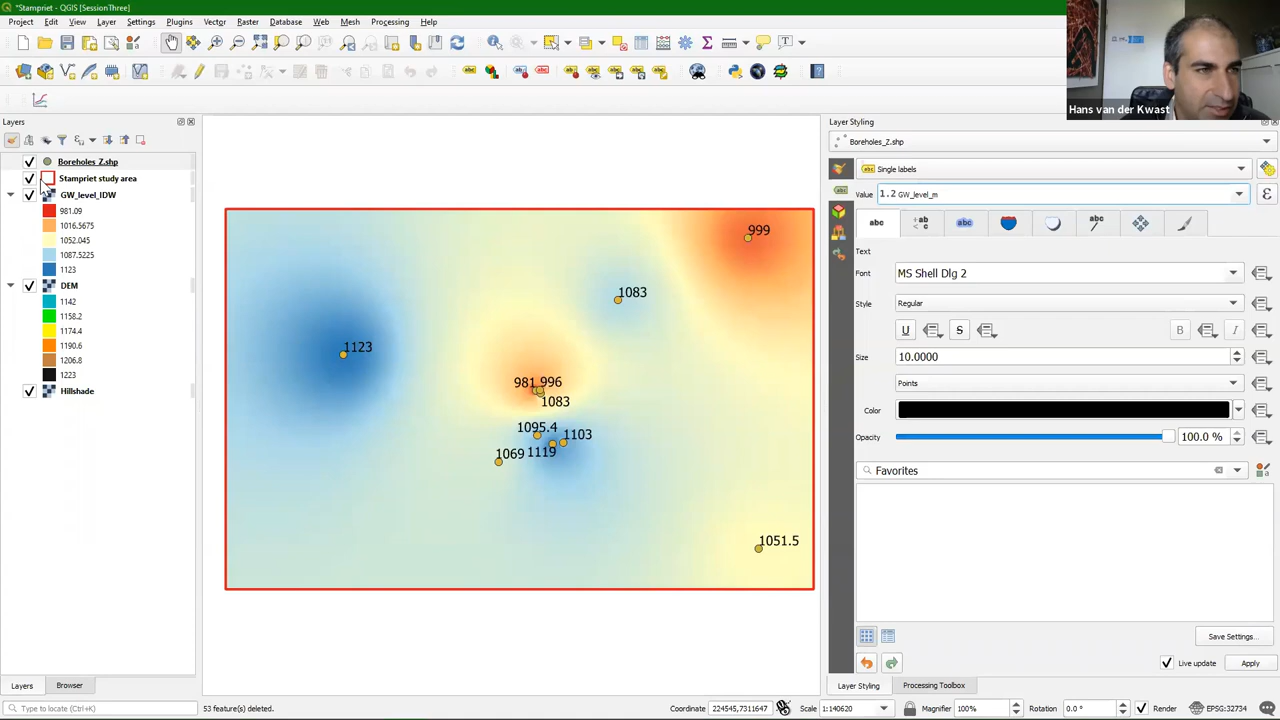 *Stampriet - QGIS [SessionThree]
Project Edit View Layer Settings Plugins Vector Raster Database Web Mesh Processing Help
Hans van der Kwast
Layers
Boreholes_Z.shp
Stampriet study area
GW_level_IDW
981.09
1016.5675
1052.045
1087.5225
1123
DEM
1142
1158.2
1174.4
1190.6
1206.8
1223
Hillshade
999
1083
1123
981 996
1083
1095.4
1103
1069 1119
1051.5
Layer Styling
Boreholes_Z.shp
Single labels
Value 1.2 GW_level_m
Text
Font MS Shell Dlg 2
Style Regular
U S B I
Size 10.0000
Points
Color
Opacity 100.0 %
Favorites
Save Settings...
Live update Apply
Layers Browser
Layer Styling Processing Toolbox
Type to locate (Ctrl+K) 53 feature(s) deleted. Coordinate 224545,7311647 Scale 1:140620 Magnifier 100% Rotation 0.0 ° Render EPSG:32734